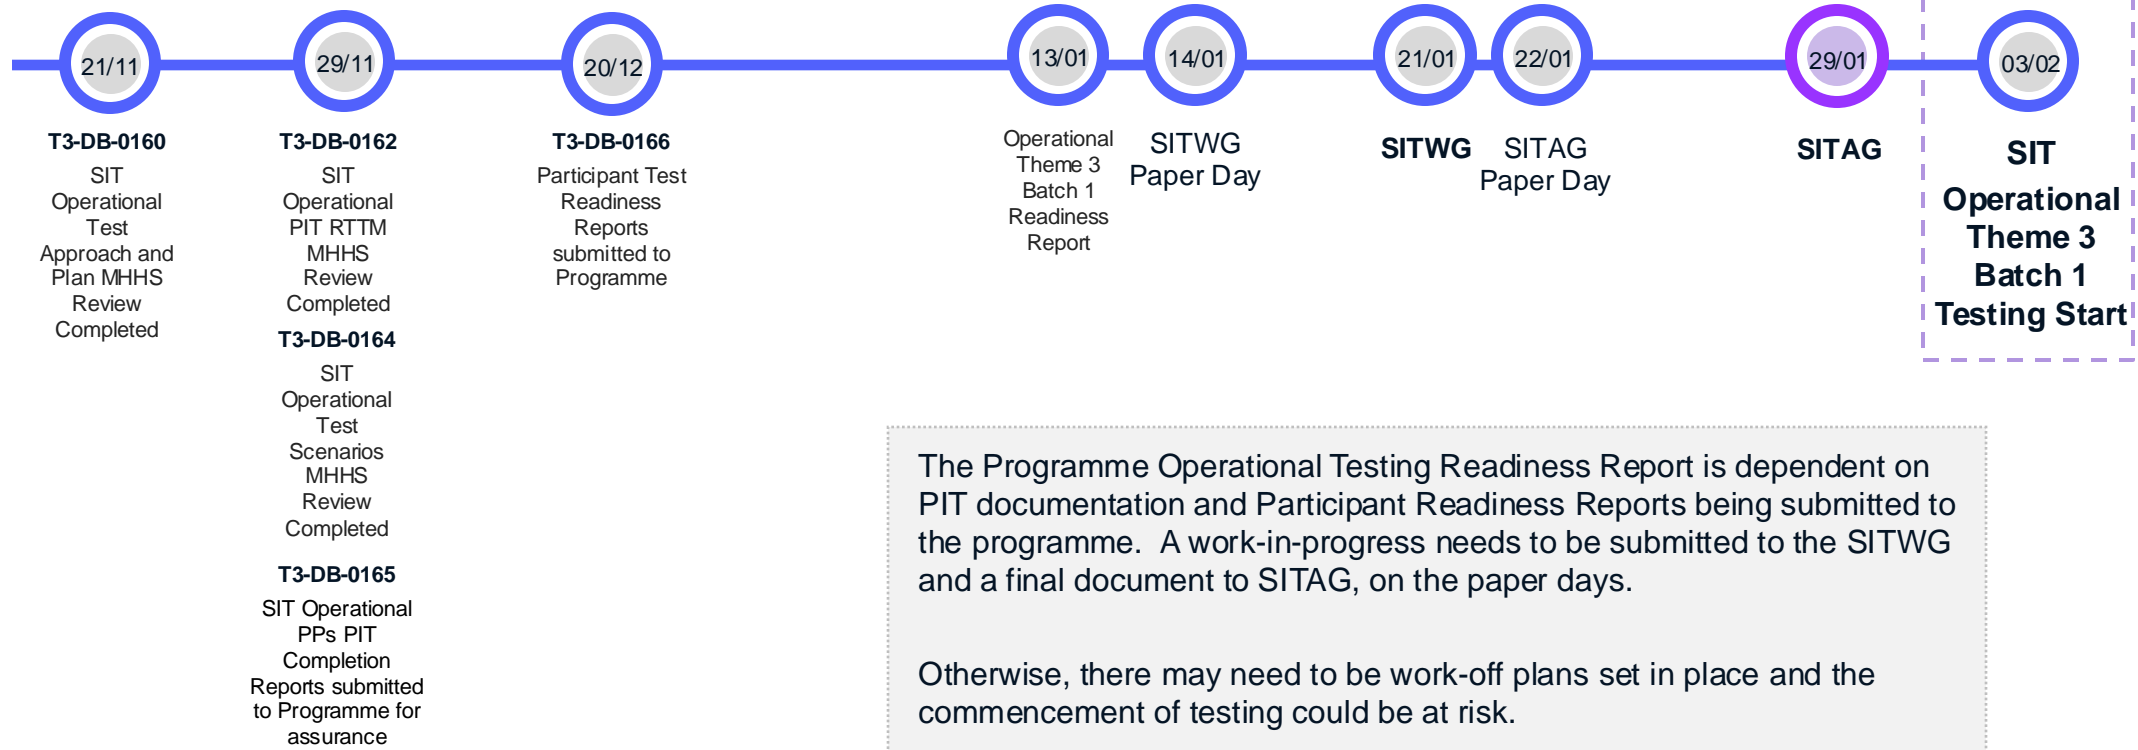 21/11
T3-DB-0160
SIT
Operational
Test
Approach and
Plan MHHS
Review
Completed
29/11
T3-DB-0162
SIT
Operational
PIT RTTM
MHHS
Review
Completed
T3-DB-0164
SIT
Operational
Test
Scenarios
MHHS
Review
Completed
T3-DB-0165
SIT Operational
PPs PIT
Completion
Reports submitted
to Programme for
assurance
20/12
T3-DB-0166
Participant Test
Readiness
Reports
submitted to
Programme
13/01
Operational
Theme 3
Batch 1
Readiness
Report
14/01
SITWG
Paper Day
21/01
SITWG
22/01
SITAG
Paper Day
29/01
SITAG
03/02
SIT
Operational
Theme 3
Batch 1
Testing Start
The Programme Operational Testing Readiness Report is dependent on
PIT documentation and Participant Readiness Reports being submitted to
the programme.  A work-in-progress needs to be submitted to the SITWG
and a final document to SITAG, on the paper days.
Otherwise, there may need to be work-off plans set in place and the
commencement of testing could be at risk.